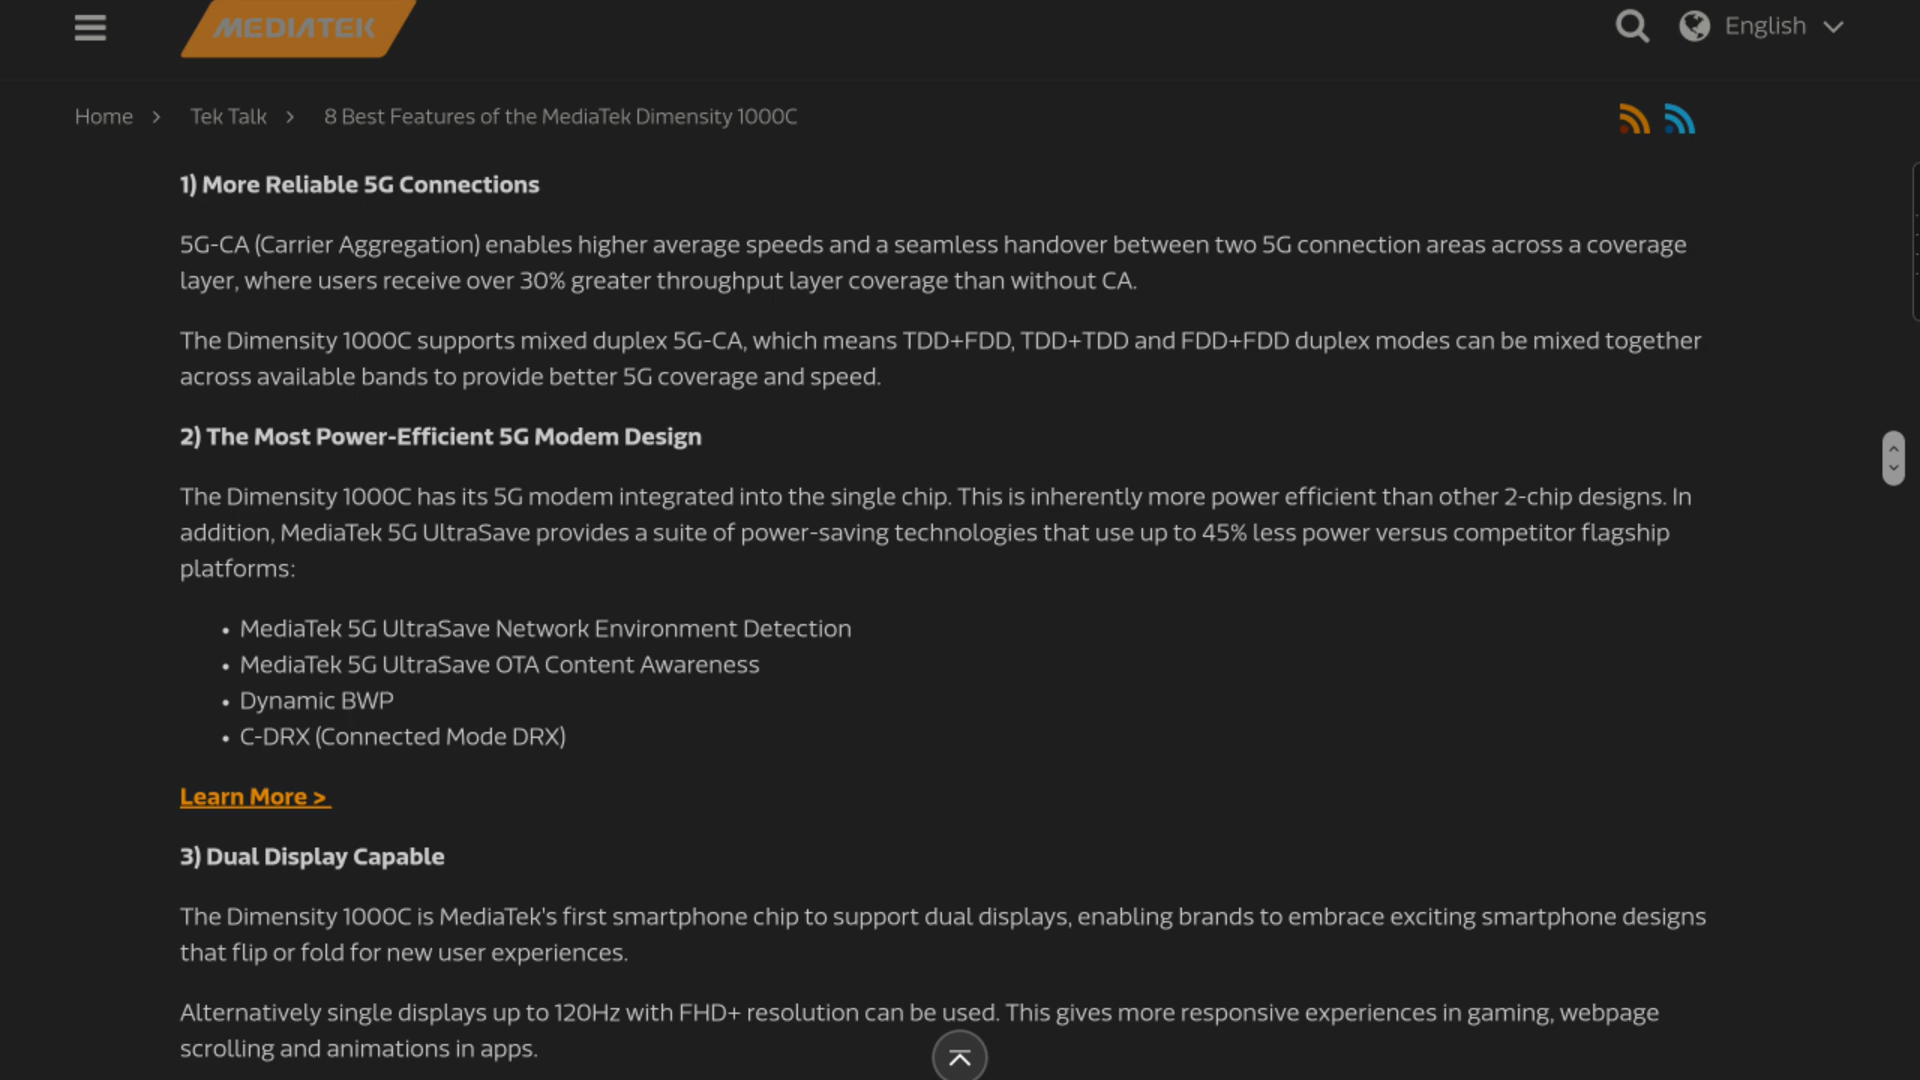 MEDIATEK
English
Home > Tek Talk > 8 Best Features of the MediaTek Dimensity 1000C
1) More Reliable 5G Connections
5G-CA (Carrier Aggregation) enables higher average speeds and a seamless handover between two 5G connection areas across a coverage
layer, where users receive over 30% greater throughput layer coverage than without CA.
The Dimensity 1000C supports mixed duplex 5G-CA, which means TDD+FDD, TDD+TDD and FDD+FDD duplex modes can be mixed together
across available bands to provide better 5G coverage and speed.
2) The Most Power-Efficient 5G Modem Design
The Dimensity 1000C has its 5G modem integrated into the single chip. This is inherently more power efficient than other 2-chip designs. In
addition, MediaTek 5G UltraSave provides a suite of power-saving technologies that use up to 45% less power versus competitor flagship
platforms:
• MediaTek 5G UltraSave Network Environment Detection
• MediaTek 5G UltraSave OTA Content Awareness
• Dynamic BWP
• C-DRX (Connected Mode DRX)
Learn More >
3) Dual Display Capable
The Dimensity 1000C is MediaTek's first smartphone chip to support dual displays, enabling brands to embrace exciting smartphone designs
that flip or fold for new user experiences.
Alternatively single displays up to 120Hz with FHD+ resolution can be used. This gives more responsive experiences in gaming, webpage
scrolling and animations in apps.